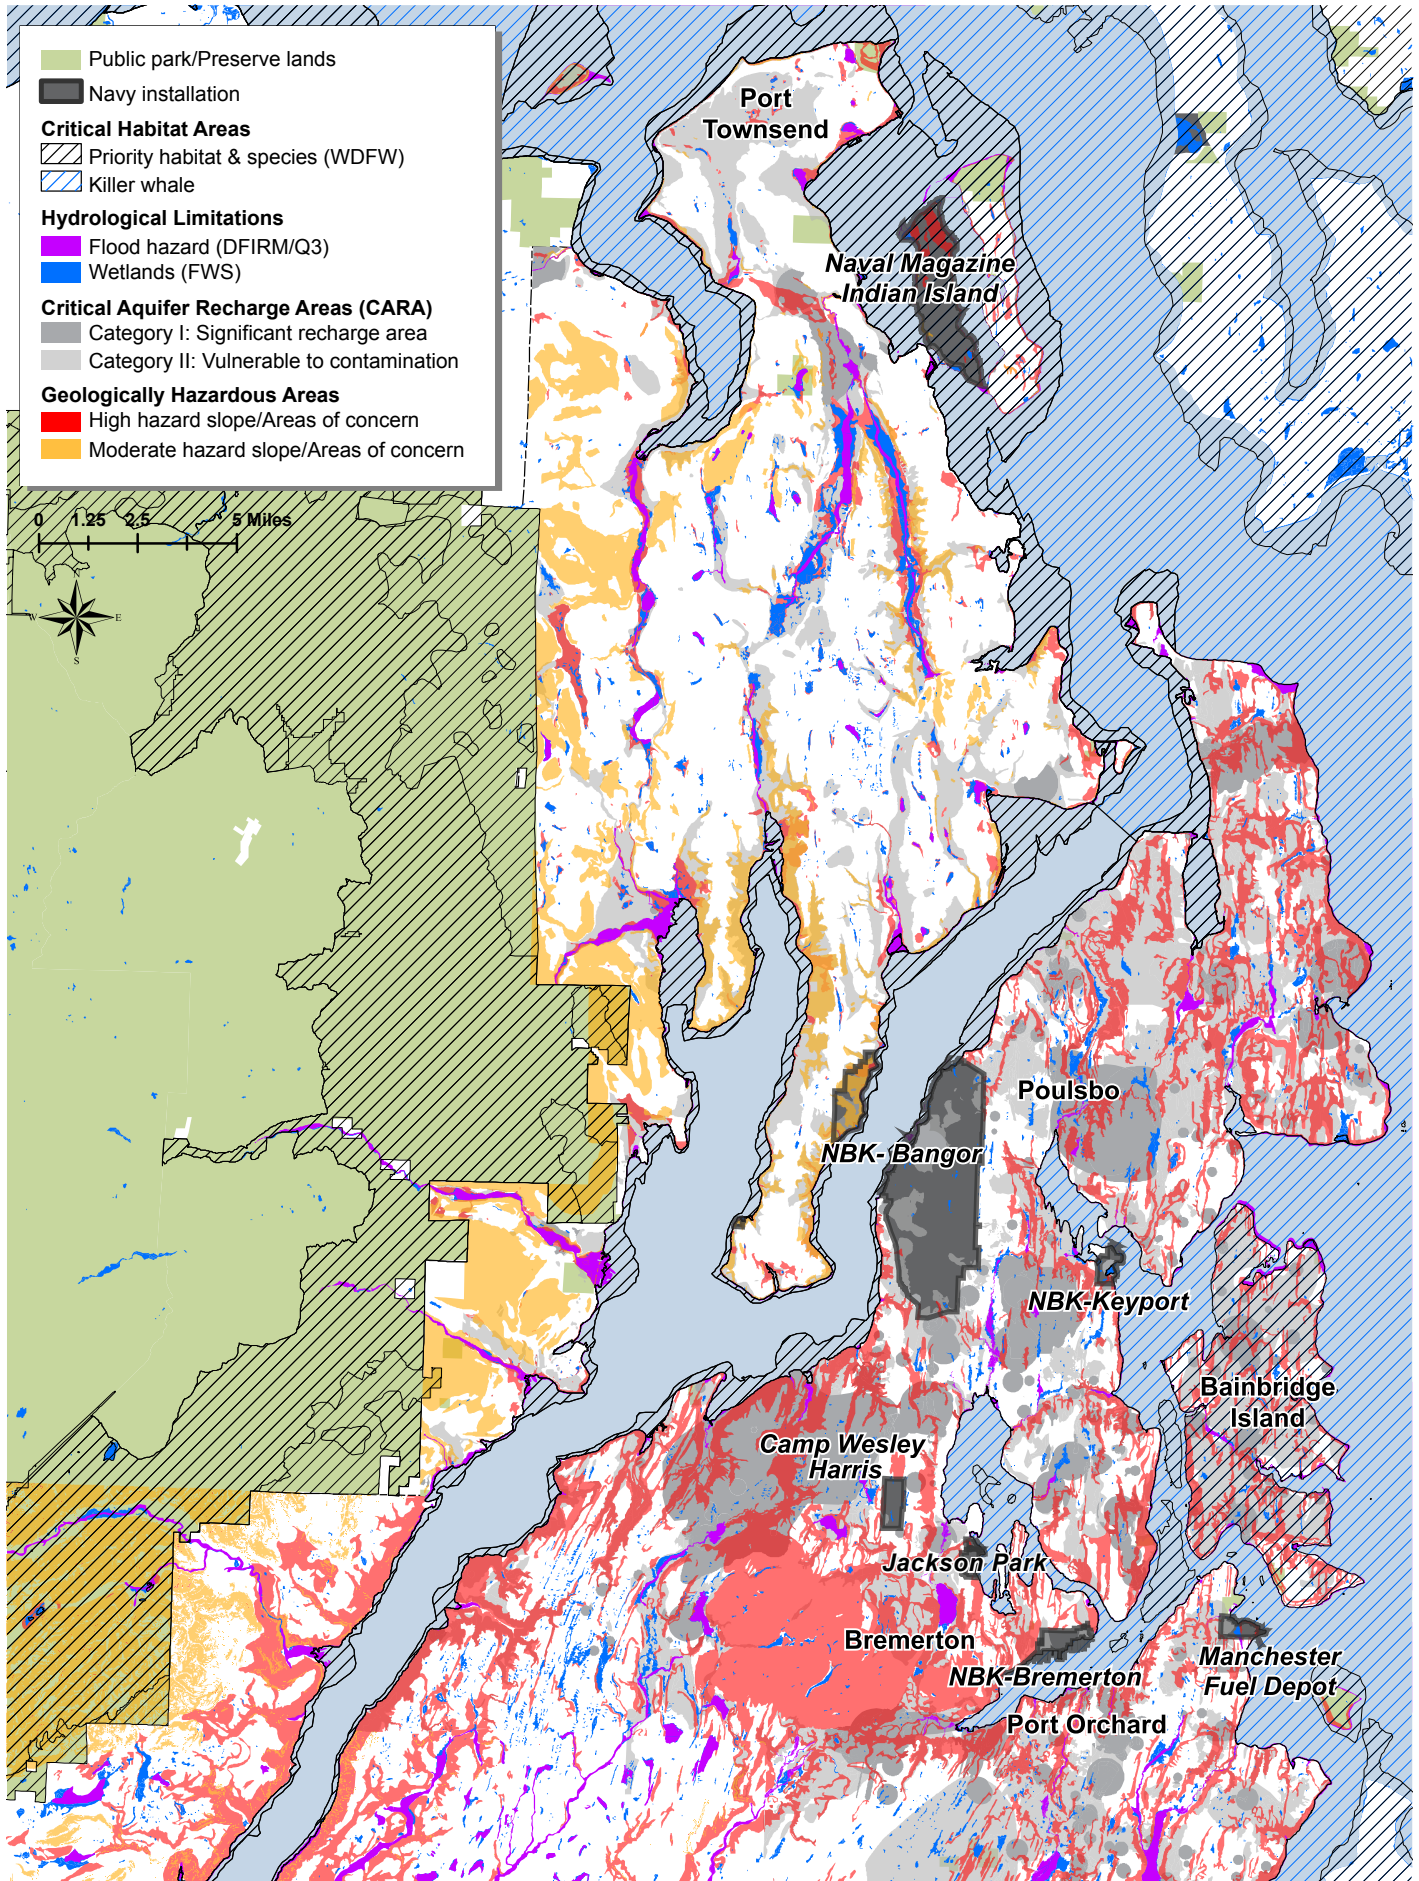 Public park/Preserve lands
Navy installation
Critical Habitat Areas
Priority habitat & species (WDFW)
Killer whale
Hydrological Limitations
Flood hazard (DFIRM/Q3)
Wetlands (FWS)
Critical Aquifer Recharge Areas (CARA)
Category I: Significant recharge area
Category II: Vulnerable to contamination
Geologically Hazardous Areas
High hazard slope/Areas of concern
Moderate hazard slope/Areas of concern
0 1.25 2.5 5 Miles
N
W E
S
Port
Townsend
Naval Magazine
Indian Island
Poulsbo
NBK- Bangor
NBK-Keyport
Bainbridge
Island
Camp Wesley
Harris
Jackson Park
Bremerton
NBK-Bremerton
Manchester
Fuel Depot
Port Orchard